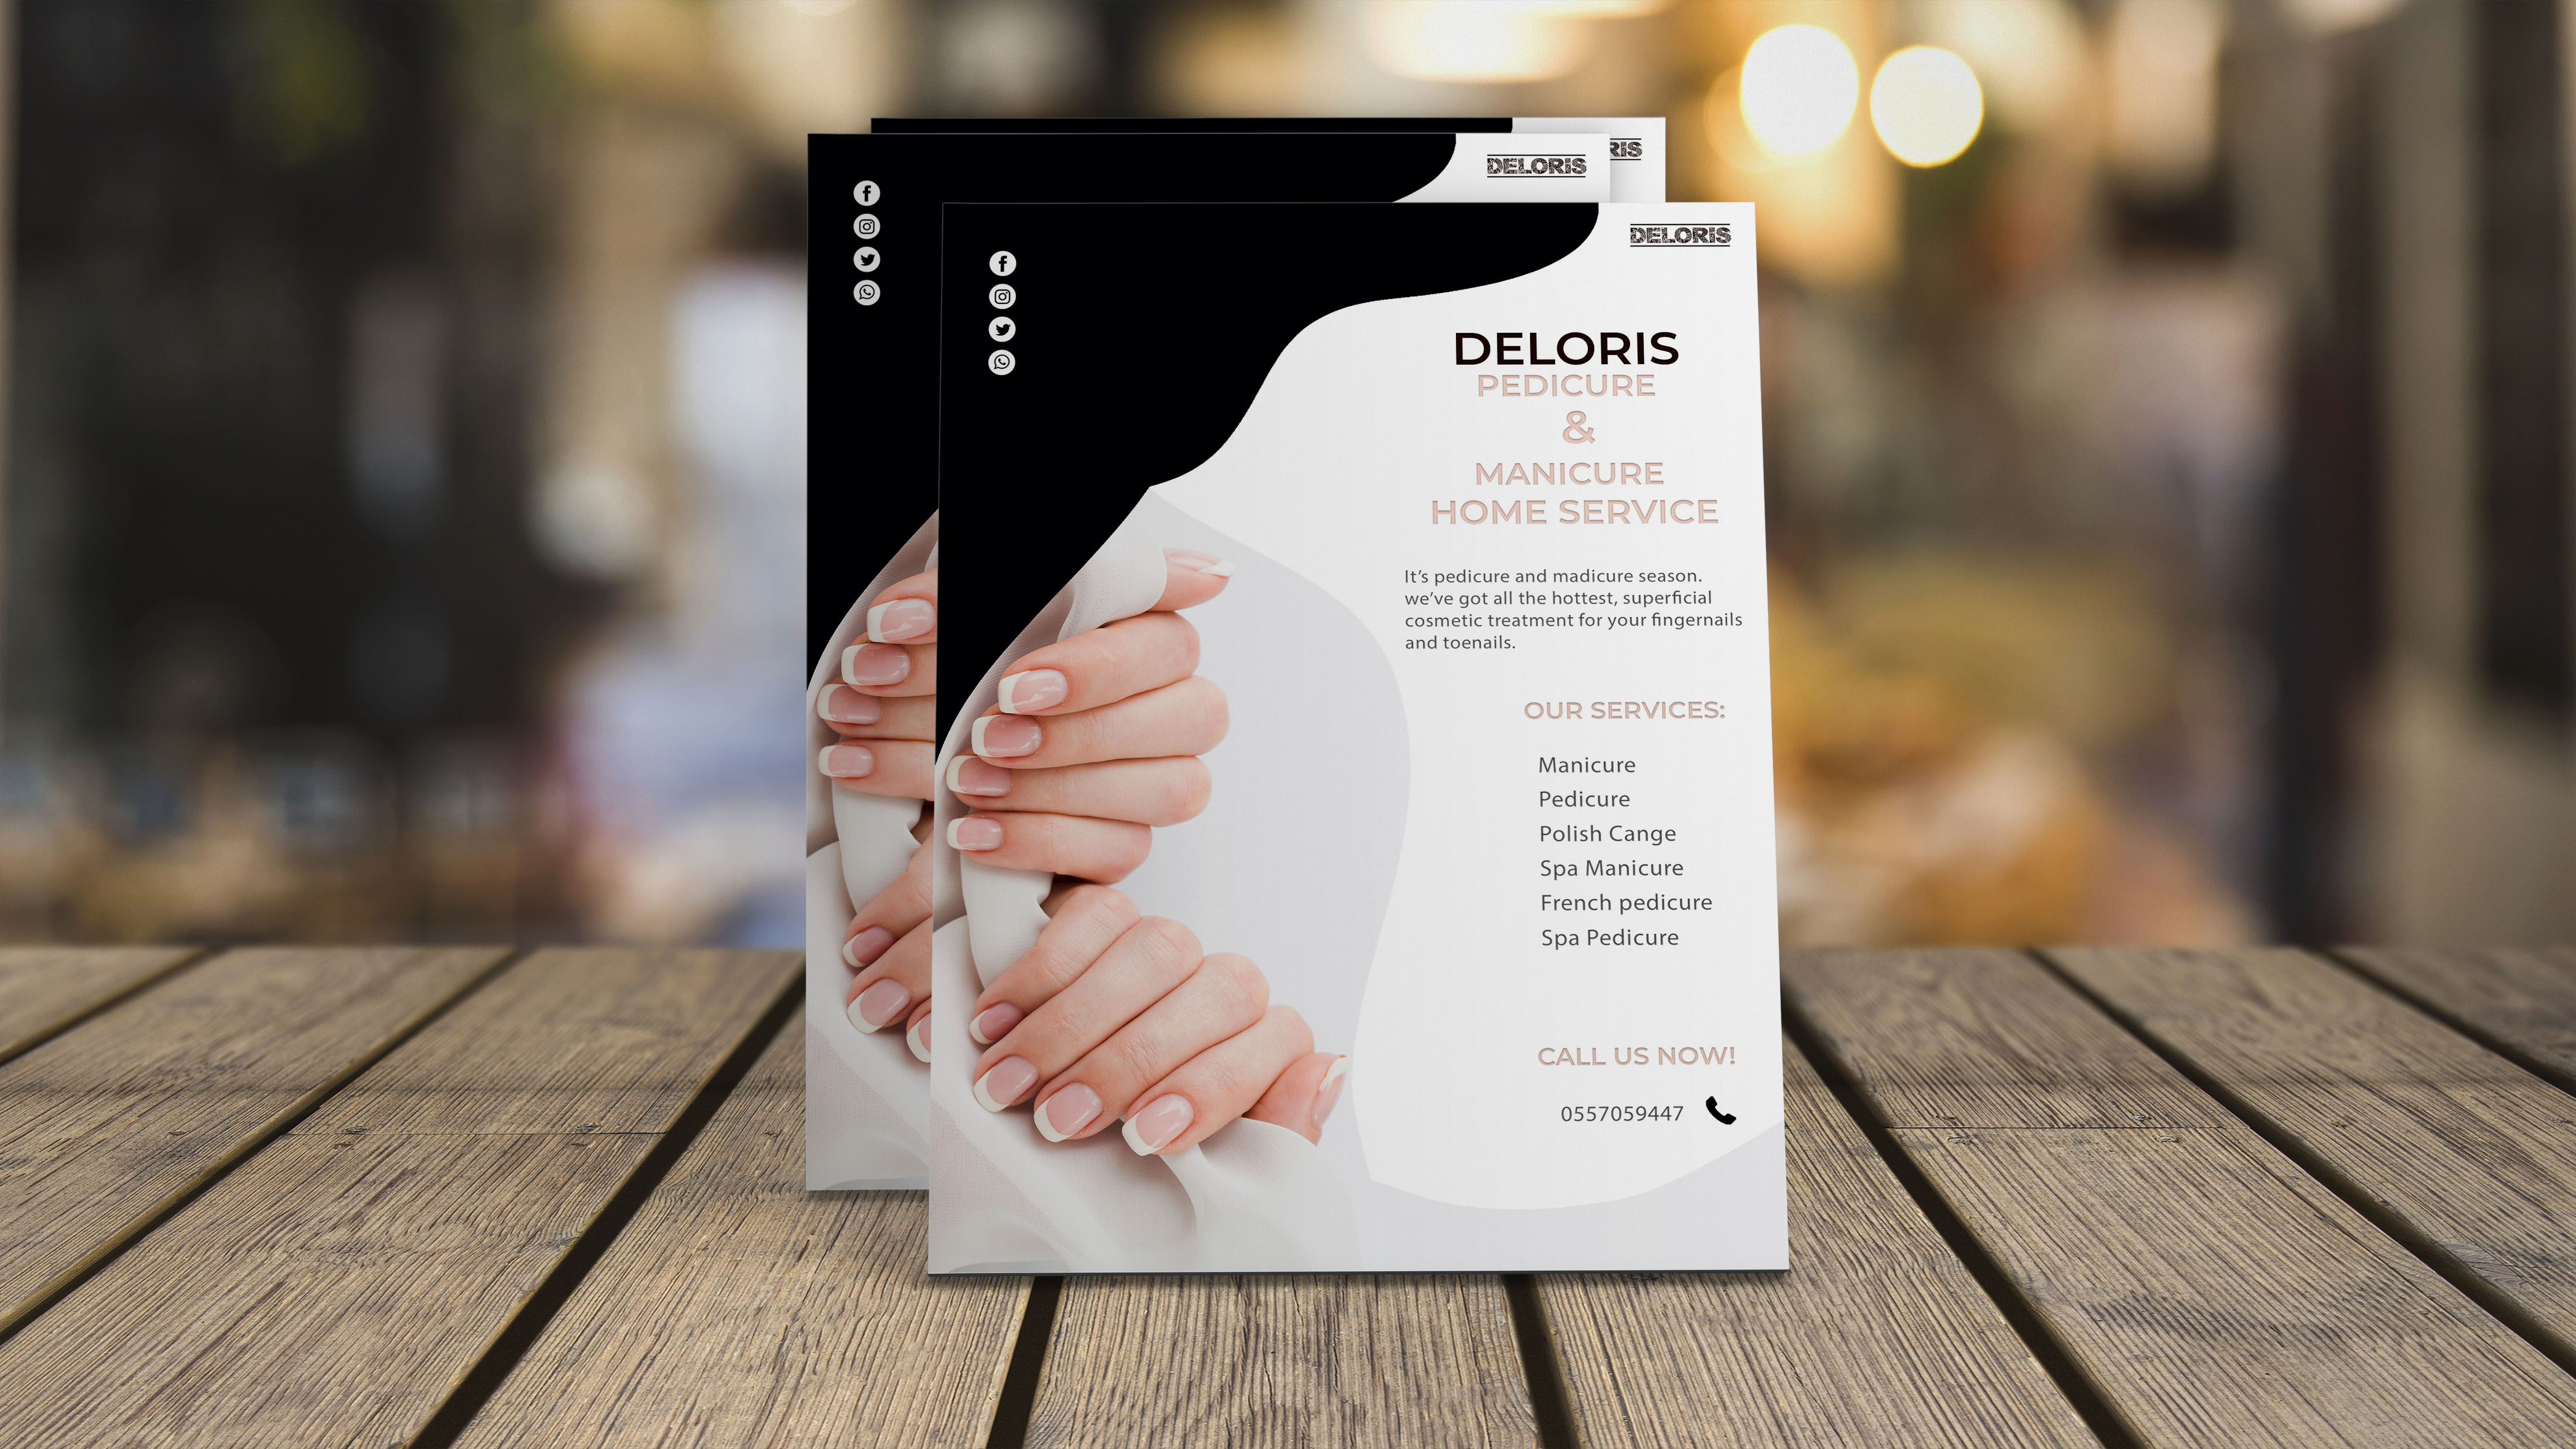 RIS
DELORIS
DELORIS
DELORIS
PEDICURE
&
MANICURE
HOME SERVICE
It’s pedicure and madicure season.
we’ve got all the hottest, superficial
cosmetic treatment for your fingernails
and toenails.
OUR SERVICES:
Manicure
Pedicure
Polish Cange
Spa Manicure
French pedicure
Spa Pedicure
CALL US NOW!
0557059447